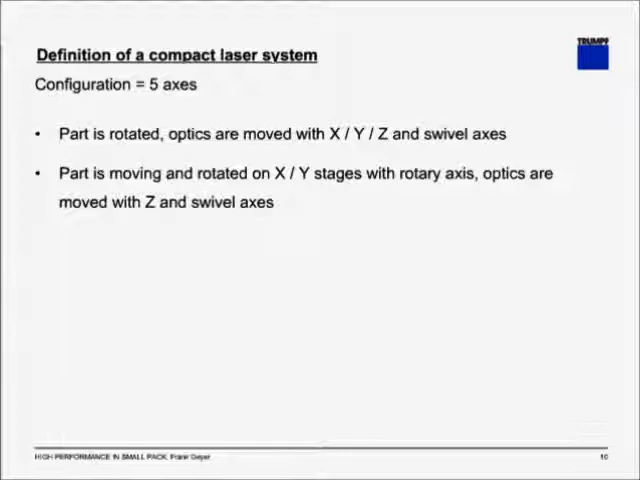 Definition of a compact laser system
TRUMPF
Configuration = 5 axes
• Part is rotated, optics are moved with X / Y / Z and swivel axes
• Part is moving and rotated on X / Y stages with rotary axis, optics are
moved with Z and swivel axes
HIGH PERFORMANCE IN SMALL PACK, Frank Geyer
10